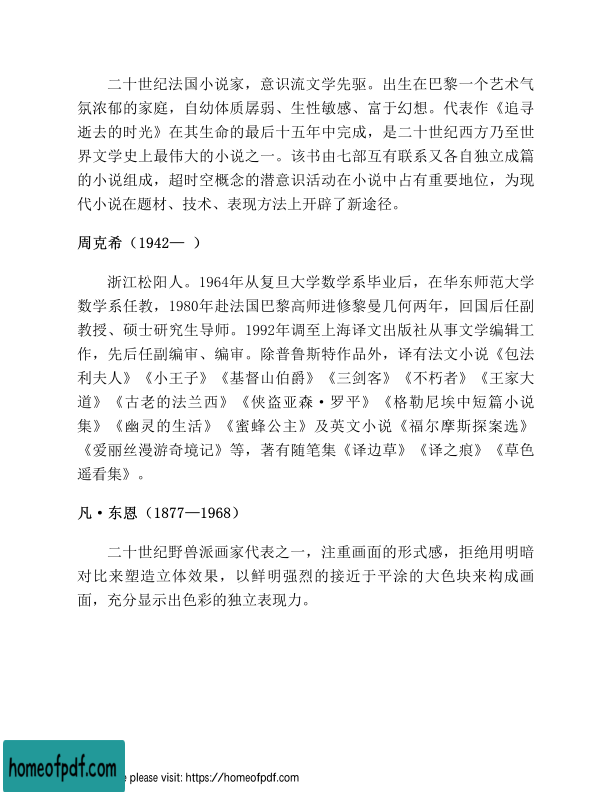 二十世纪法国小说家，意识流文学先驱。出生在巴黎一个艺术气
氛浓郁的家庭，自幼体质孱弱、生性敏感、富于幻想。代表作《追寻
逝去的时光》在其生命的最后十五年中完成，是二十世纪西方乃至世
界文学史上最伟大的小说之一。该书由七部互有联系又各自独立成篇
的小说组成，超时空概念的潜意识活动在小说中占有重要地位，为现
代小说在题材、技术、表现方法上开辟了新途径。
周克希（1942— ）
浙江松阳人。1964年从复旦大学数学系毕业后，在华东师范大学
数学系任教，1980年赴法国巴黎高师进修黎曼几何两年，回国后任副
教授、硕士研究生导师。1992年调至上海译文出版社从事文学编辑工
作，先后任副编审、编审。除普鲁斯特作品外，译有法文小说《包法
利夫人》《小王子》《基督山伯爵》《三剑客》《不朽者》《王家大
道》《古老的法兰西》《侠盗亚森·罗平》《格勒尼埃中短篇小说
集》《幽灵的生活》《蜜蜂公主》及英文小说《福尔摩斯探案选》
《爱丽丝漫游奇境记》等，著有随笔集《译边草》《译之痕》《草色
遥看集》。
凡·东恩（1877—1968）
二十世纪野兽派画家代表之一，注重画面的形式感，拒绝用明暗
对比来塑造立体效果，以鲜明强烈的接近于平涂的大色块来构成画
面，充分显示出色彩的独立表现力。
homeofpdf.com
please visit: https://homeofpdf.com